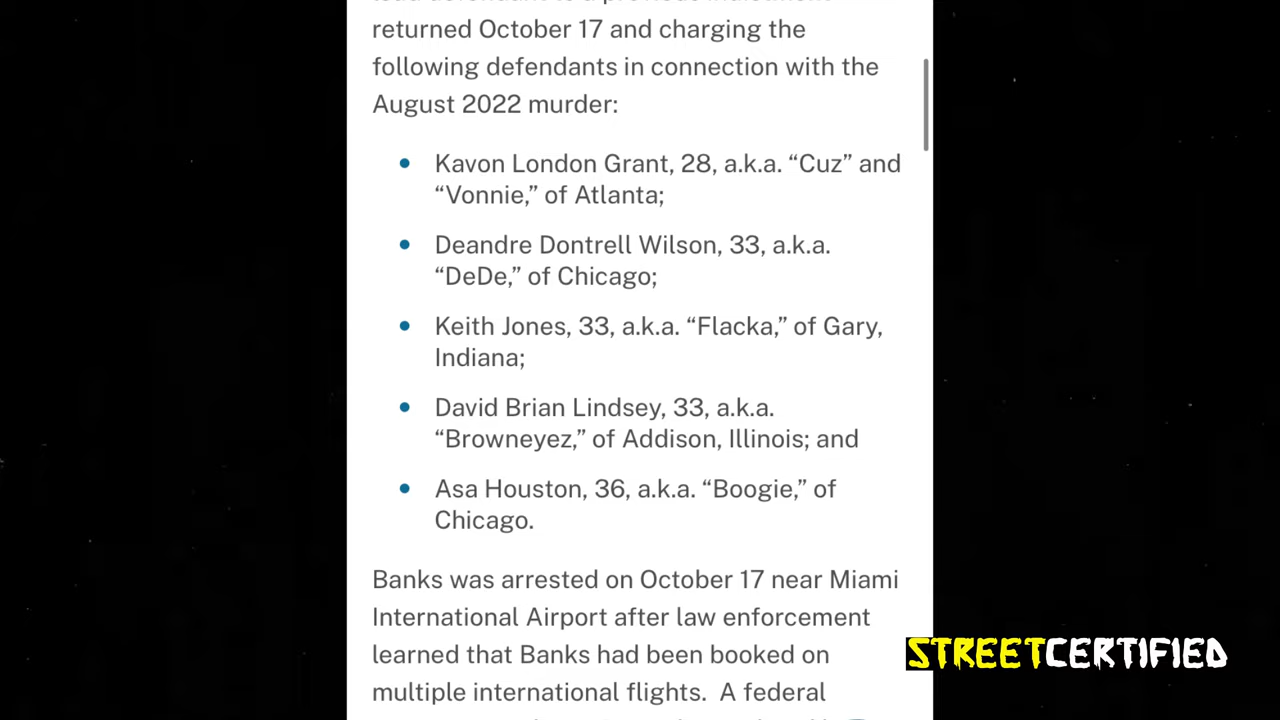 returned October 17 and charging the
following defendants in connection with the
August 2022 murder:
• Kavon London Grant, 28, a.k.a. “Cuz” and
“Vonnie,” of Atlanta;
• Deandre Dontrell Wilson, 33, a.k.a.
“DeDe,” of Chicago;
• Keith Jones, 33, a.k.a. “Flacka,” of Gary,
Indiana;
• David Brian Lindsey, 33, a.k.a.
“Browneyez,” of Addison, Illinois; and
• Asa Houston, 36, a.k.a. “Boogie,” of
Chicago.
Banks was arrested on October 17 near Miami
International Airport after law enforcement
learned that Banks had been booked on
multiple international flights. A federal
STREETCERTIFIED